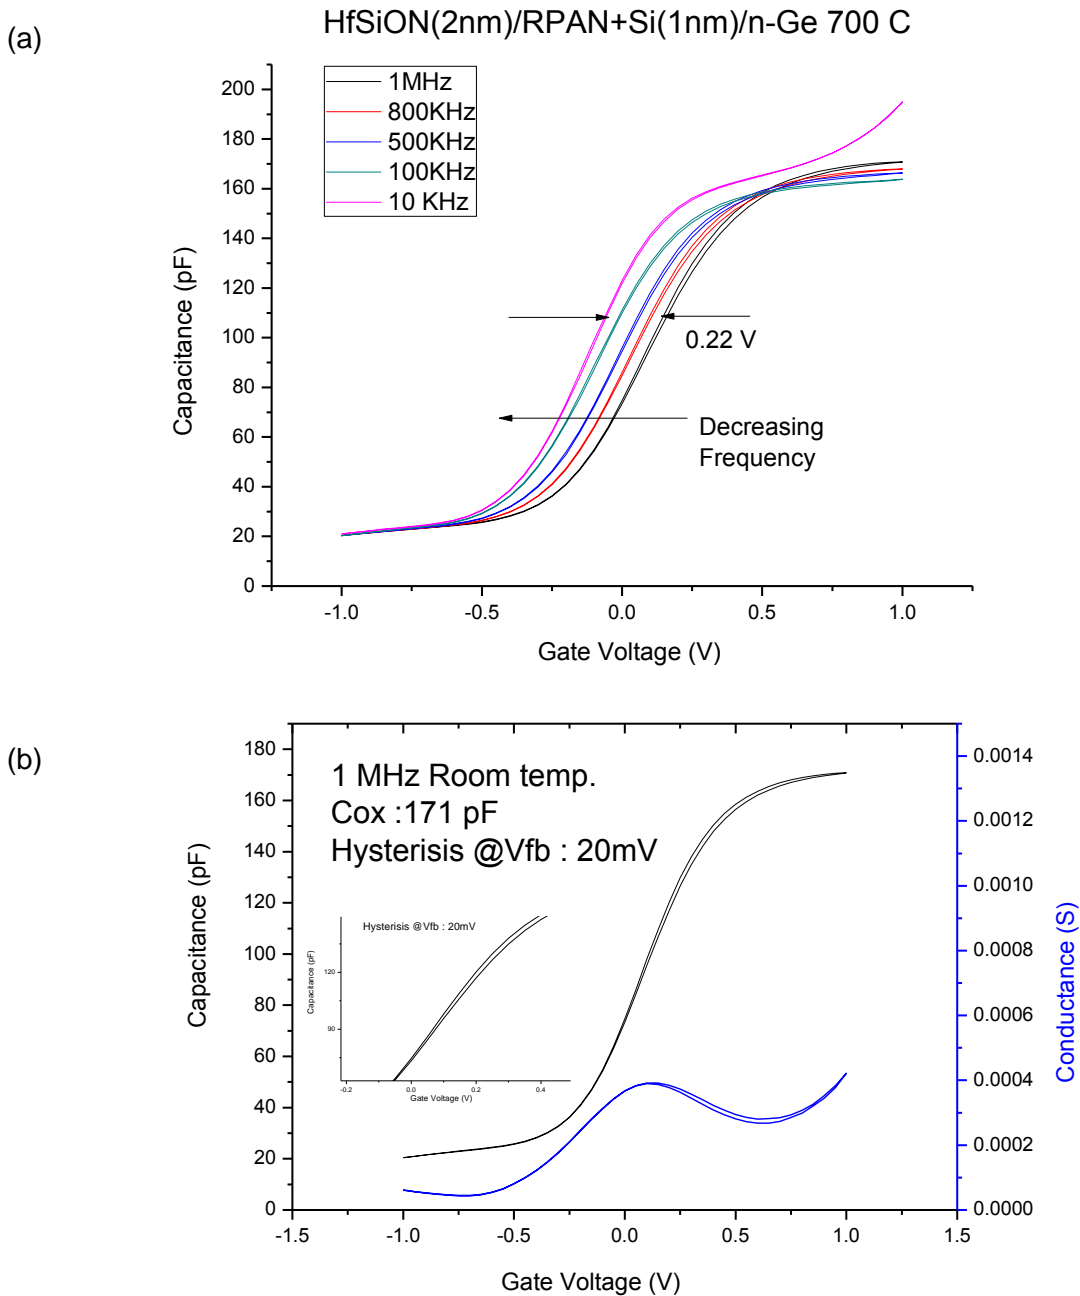 (a)
HfSiON(2nm)/RPAN+Si(1nm)/n-Ge 700 C
1MHz
800KHz
500KHz
100KHz
10 KHz
200
180
160
140
120
100
80
60
40
20
0
Capacitance (pF)
0.22 V
Decreasing
Frequency
-1.0
-0.5
0.0
0.5
1.0
Gate Voltage (V)
(b)
1 MHz Room temp.
Cox :171 pF
Hysterisis @Vfb : 20mV
180
160
140
120
100
80
60
40
20
0
Capacitance (pF)
Hysterisis @Vfb : 20mV
120
90
Capacitance (pF)
-0.2
0.0
0.2
0.4
Gate Voltage (V)
0.0014
0.0012
0.0010
0.0008
0.0006
0.0004
0.0002
0.0000
Conductance (S)
-1.5
-1.0
-0.5
0.0
0.5
1.0
1.5
Gate Voltage (V)